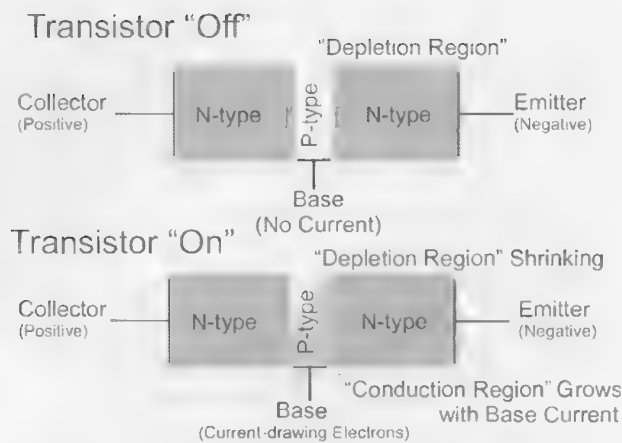 Transistor "Off"
"Depletion Region"
Collector
(Positive)
N-type
P-type
N-type
Emitter
(Negative)
Base
(No Current)
Transistor "On"
"Depletion Region" Shrinking
Collector
(Positive)
N-type
P-type
N-type
Emitter
(Negative)
Base
(Current-drawing Electrons)
"Conduction Region" Grows
with Base Current